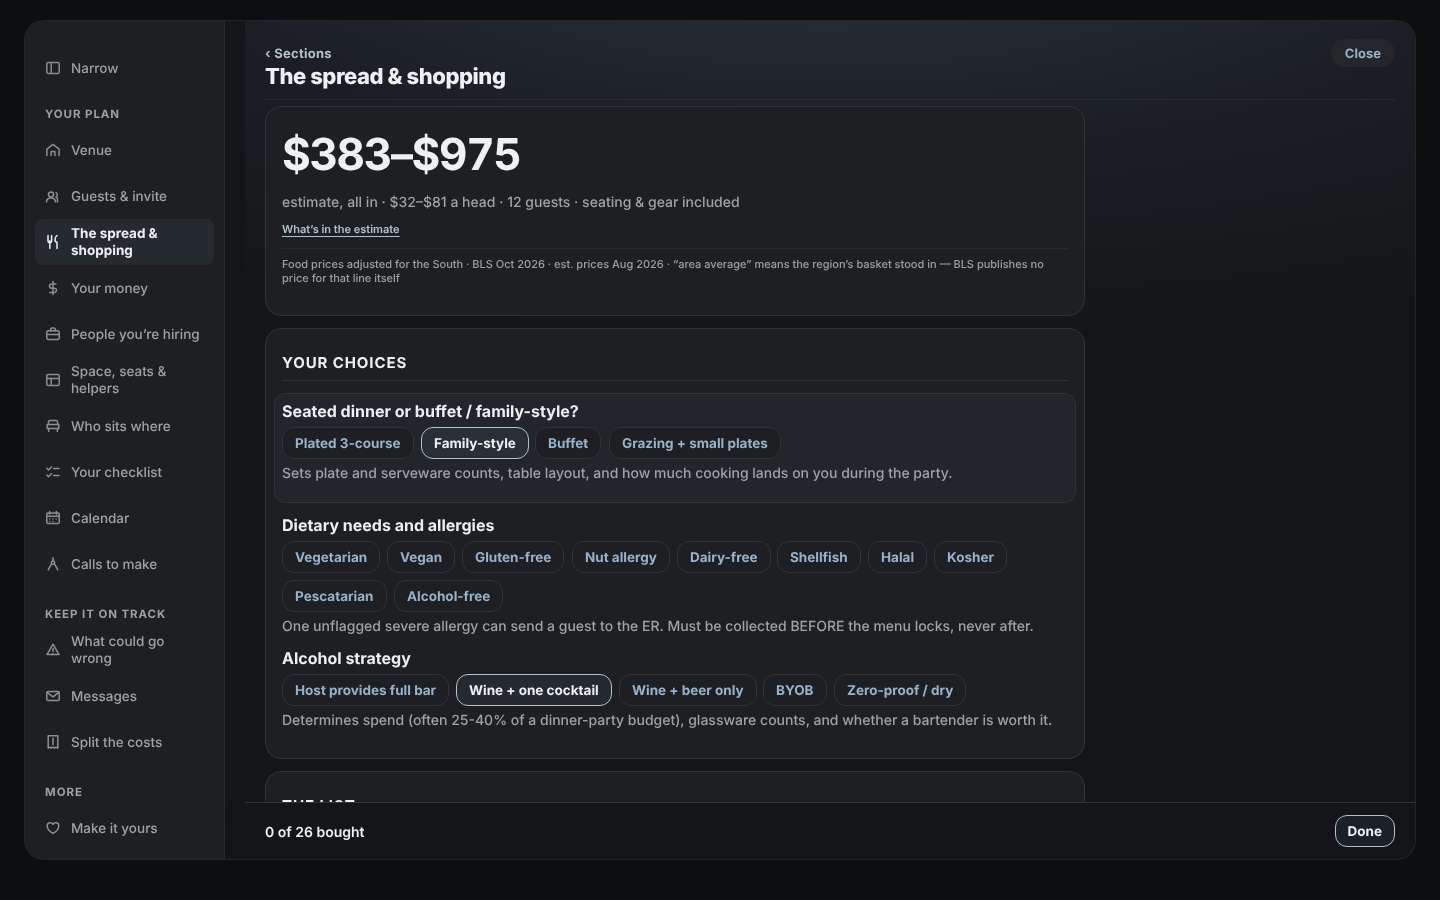 Narrow
YOUR PLAN
Venue
Guests & invite
The spread &
shopping
Your money
People you’re hiring
Space, seats &
helpers
Who sits where
Your checklist
Calendar
Calls to make
KEEP IT ON TRACK
What could go
wrong
Messages
Split the costs
MORE
Make it yours
‹ Sections
The spread & shopping
Close
$383–$975
estimate, all in · $32–$81 a head · 12 guests · seating & gear included
What’s in the estimate
Food prices adjusted for the South · BLS Oct 2026 · est. prices Aug 2026 · “area average” means the region’s basket stood in — BLS publishes no
price for that line itself
YOUR CHOICES
Seated dinner or buffet / family-style?
Plated 3-course Family-style Buffet Grazing + small plates
Sets plate and serveware counts, table layout, and how much cooking lands on you during the party.
Dietary needs and allergies
Vegetarian Vegan Gluten-free Nut allergy Dairy-free Shellfish Halal Kosher
Pescatarian Alcohol-free
One unflagged severe allergy can send a guest to the ER. Must be collected BEFORE the menu locks, never after.
Alcohol strategy
Host provides full bar Wine + one cocktail Wine + beer only BYOB Zero-proof / dry
Determines spend (often 25-40% of a dinner-party budget), glassware counts, and whether a bartender is worth it.
0 of 26 bought
Done